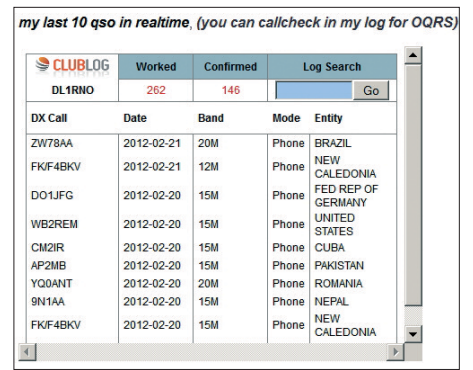 my last 10 qso in realtime, (you can callcheck in my log for OQRS)
CLUBLOG Worked Confirmed Log Search
DL1RNO 262 146 Go
DX Call Date Band Mode Entity
ZW78AA 2012-02-21 20M Phone BRAZIL
FK/F4BKV 2012-02-21 12M Phone NEW CALEDONIA
DO1JFG 2012-02-20 15M Phone FED REP OF GERMANY
WB2REM 2012-02-20 15M Phone UNITED STATES
CM2IR 2012-02-20 15M Phone CUBA
AP2MB 2012-02-20 15M Phone PAKISTAN
YQ0ANT 2012-02-20 20M Phone ROMANIA
9N1AA 2012-02-20 15M Phone NEPAL
FK/F4BKV 2012-02-20 15M Phone NEW CALEDONIA